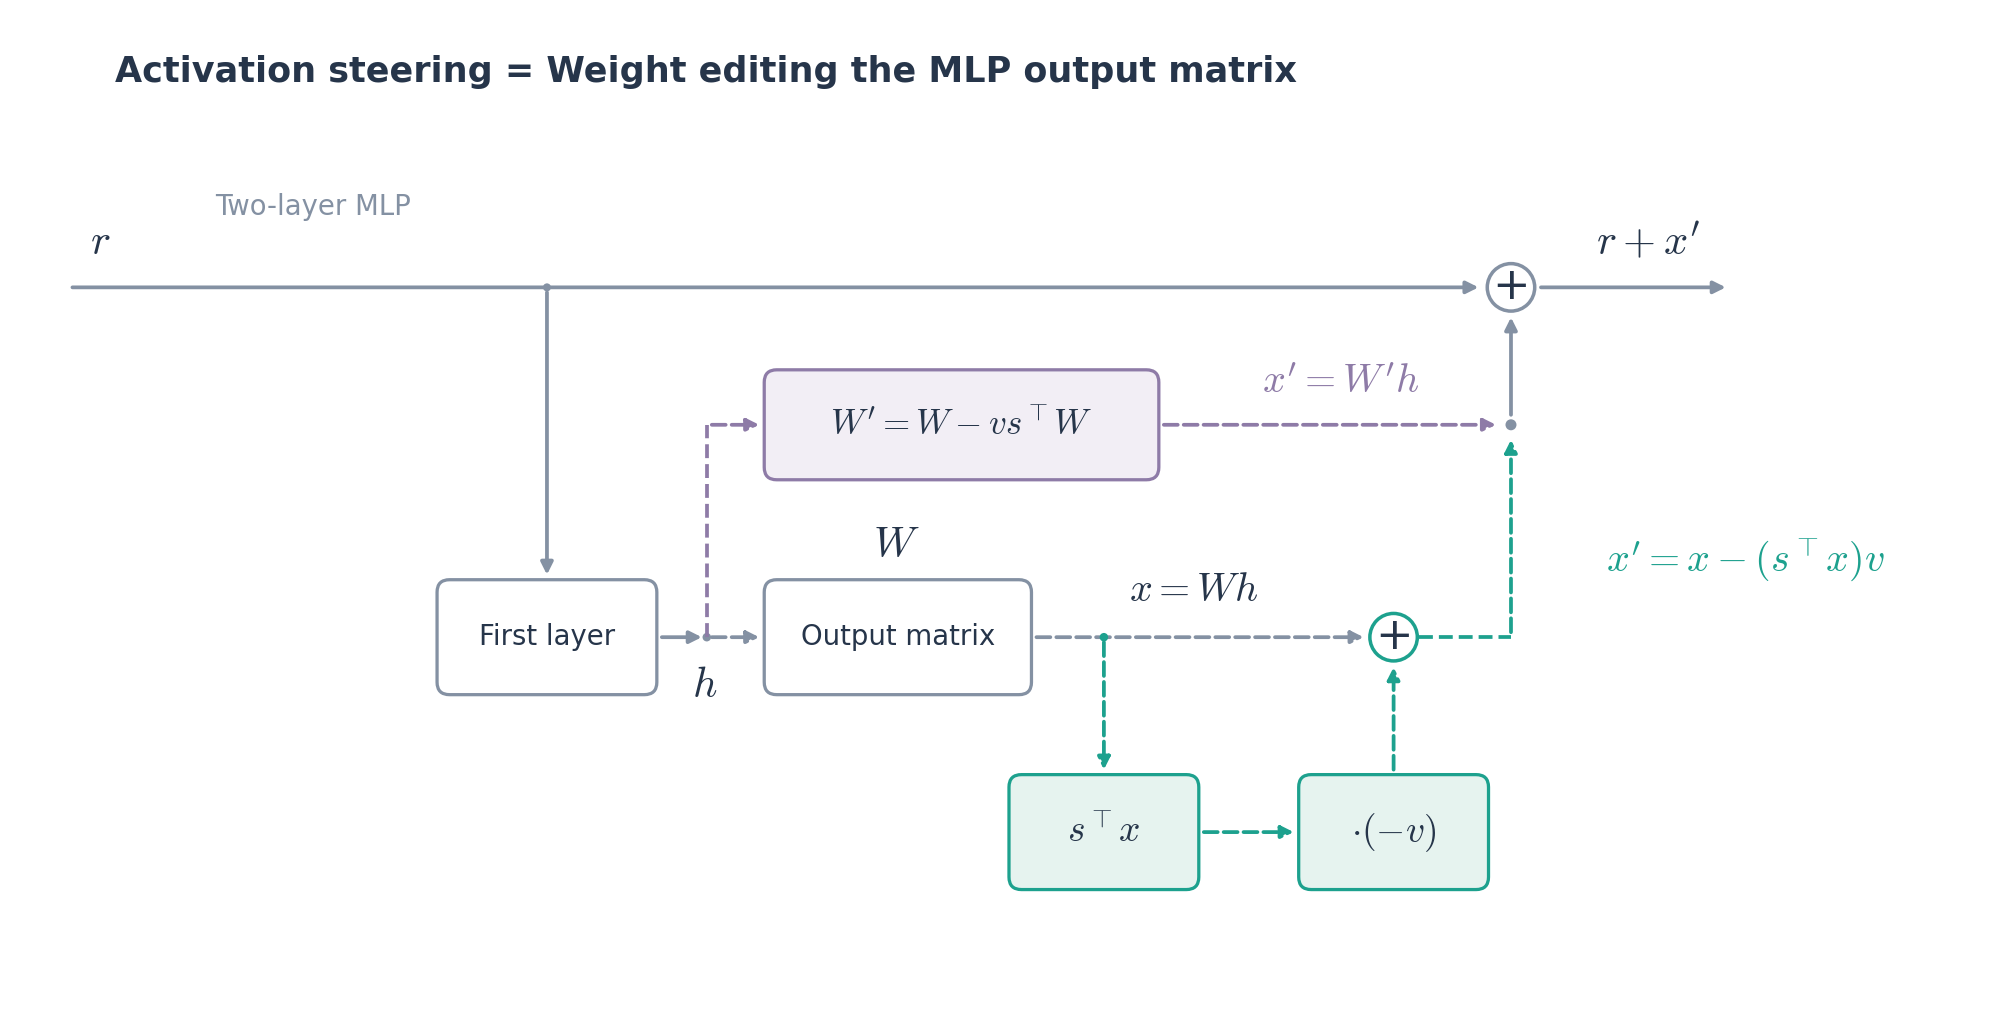 Activation steering = Weight editing the MLP output matrix
Two-layer MLP
r
r + x′
x′ = W′h
W′ = W − vs⊤W
W
x′ = x − (s⊤x)v
x = Wh
First layer
Output matrix
h
s⊤x
·(−v)